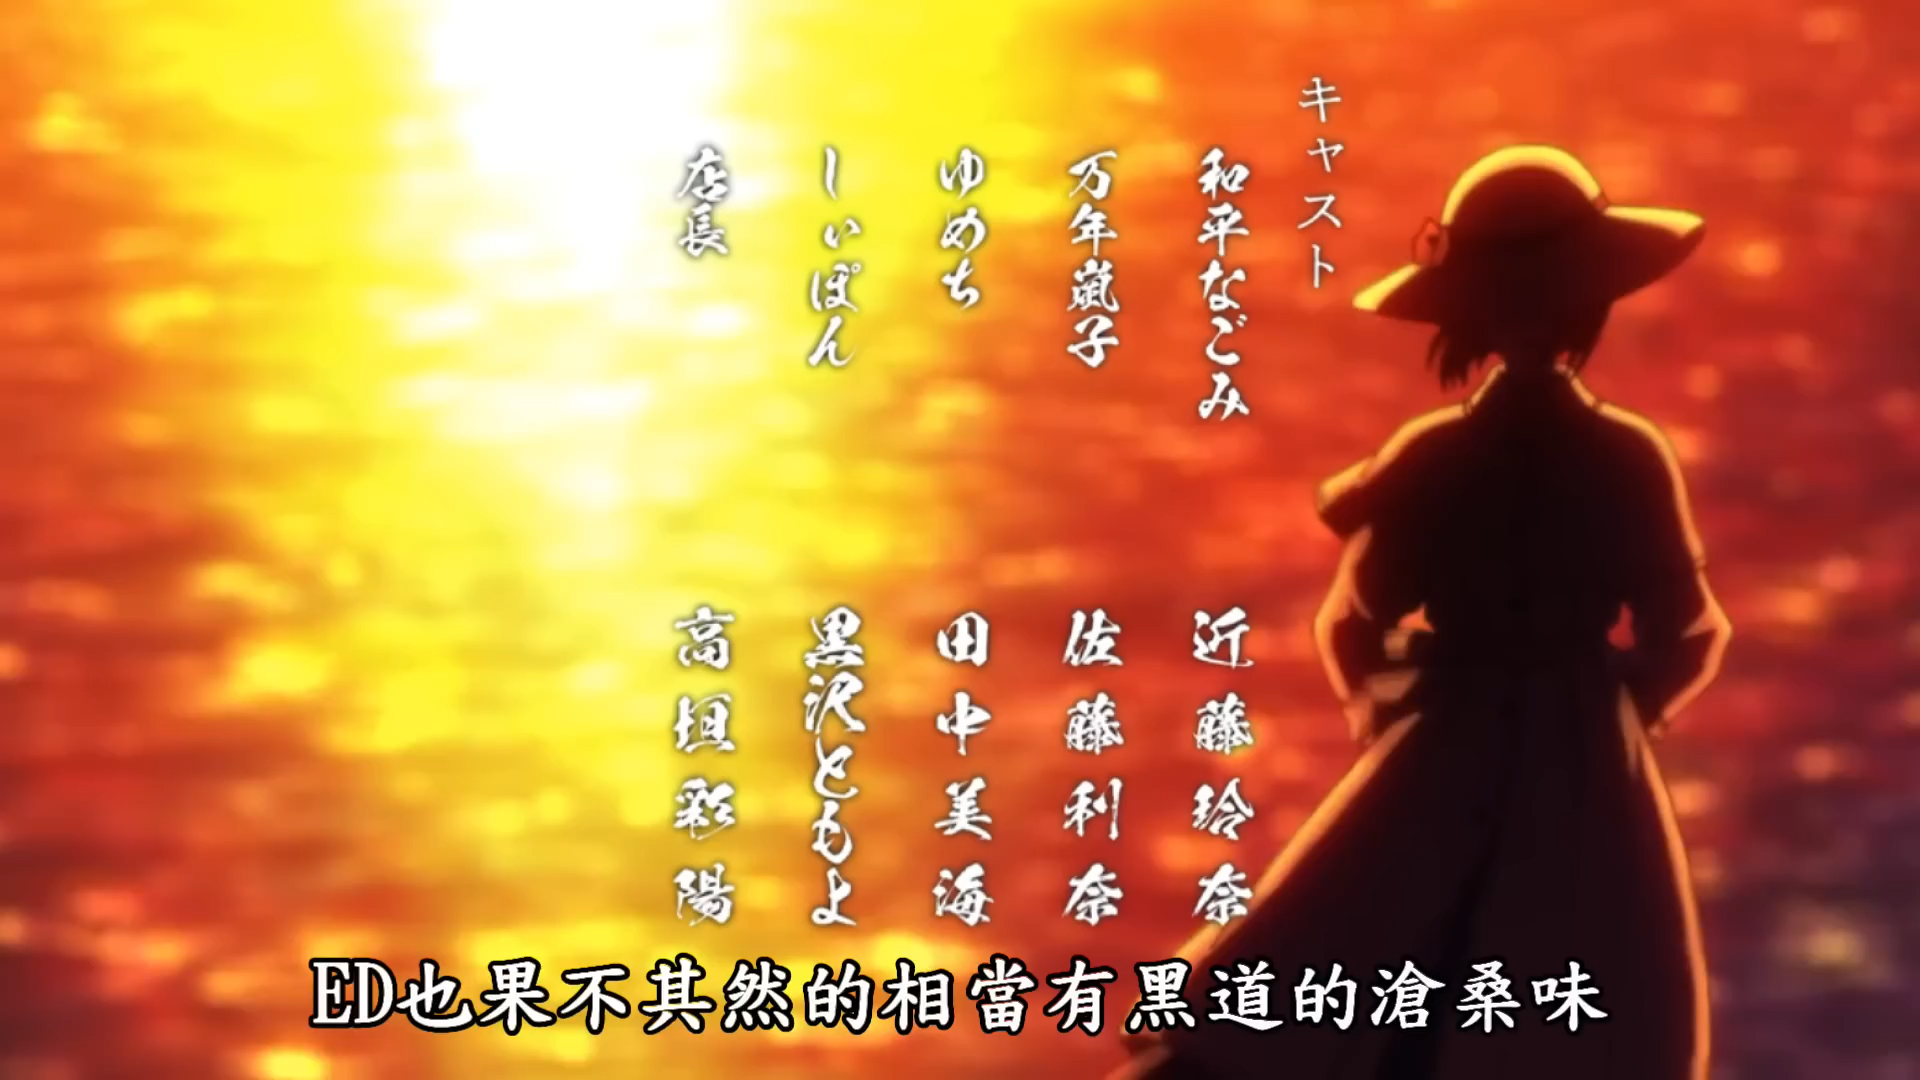 キャスト
和平なごみ
近藤玲奈
万年嵐子
佐藤利奈
ゆめち
田中美海
しぃぽん
黒沢ともよ
店長
高垣彩陽
ED也果不其然的相當有黑道的滄桑味